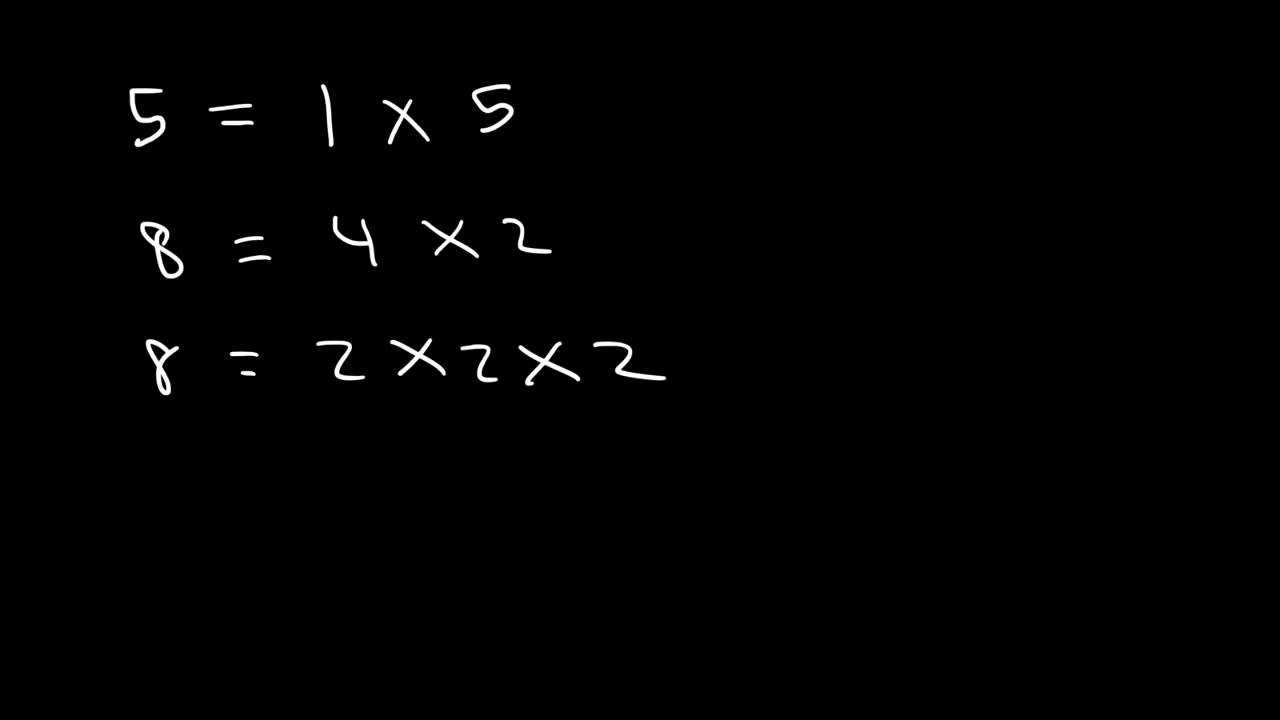 5 = 1 x 5
8 = 4 x 2
8 = 2 x 2 x 2